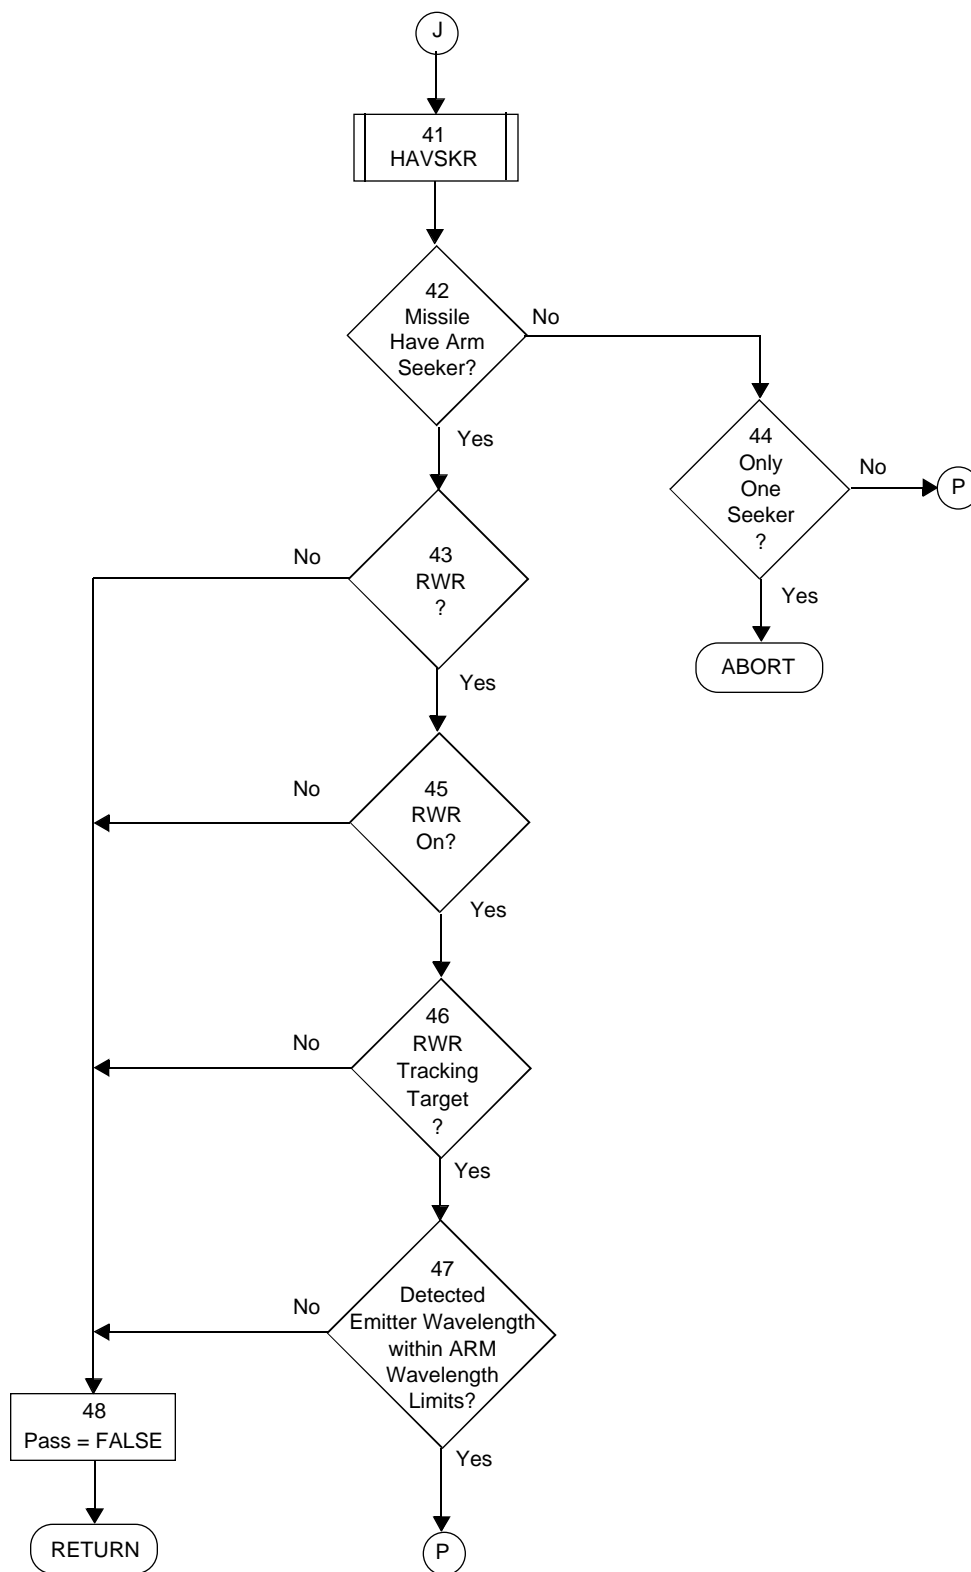 J
41
HAVSKR
42
Missile
Have Arm
Seeker?
No
Yes
44
Only
One
Seeker
?
No
P
Yes
ABORT
43
RWR
?
No
Yes
45
RWR
On?
No
Yes
46
RWR
Tracking
Target
?
No
Yes
47
Detected
Emitter Wavelength
within ARM
Wavelength
Limits?
No
Yes
48
Pass = FALSE
RETURN
P